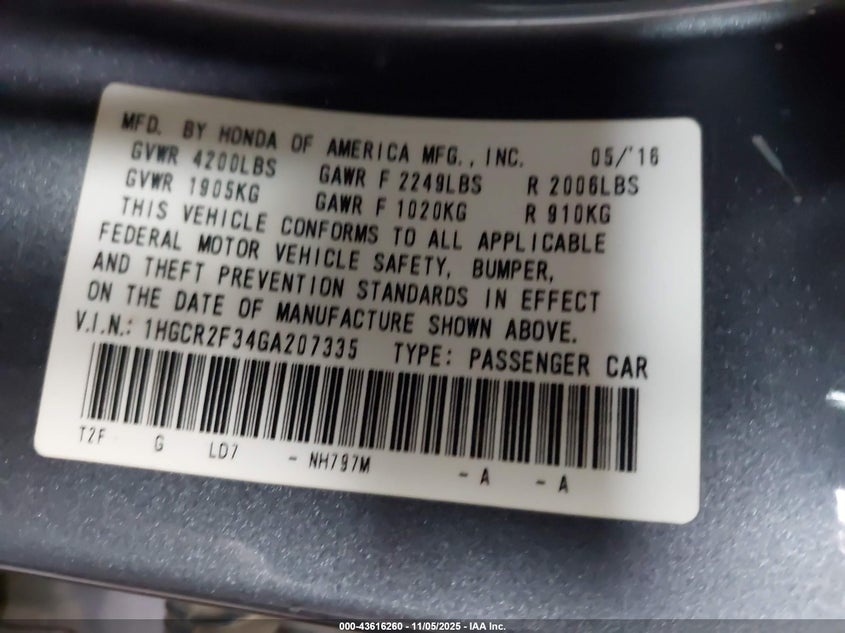 MFD. BY HONDA OF AMERICA MFG., INC. 05/'16
GVWR 4200LBS GAWR F 2249LBS R 2006LBS
GVWR 1905KG GAWR F 1020KG R 910KG
THIS VEHICLE CONFORMS TO ALL APPLICABLE
FEDERAL MOTOR VEHICLE SAFETY, BUMPER,
AND THEFT PREVENTION STANDARDS IN EFFECT
ON THE DATE OF MANUFACTURE SHOWN ABOVE.
V.I.N.: 1HGCR2F34GA207335 TYPE: PASSENGER CAR
T2F G LD7 - NH797M - A - A
000-43616260 - 11/05/2025 - IAA Inc.